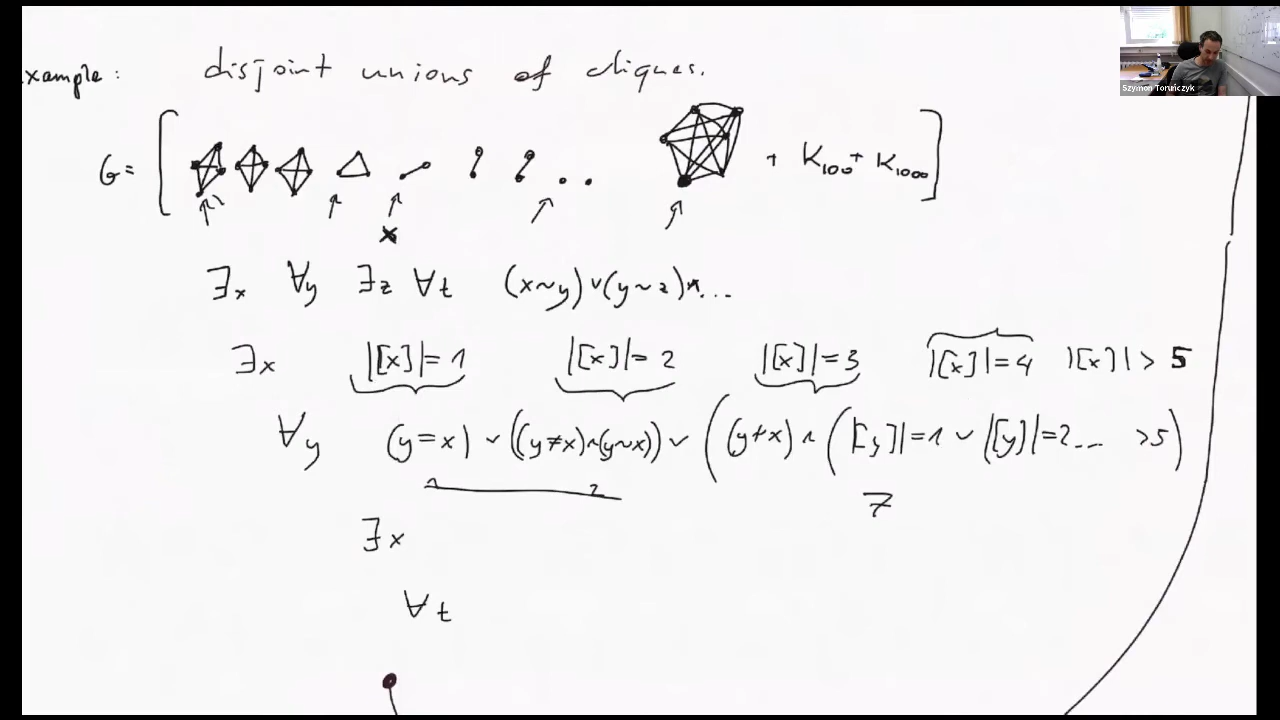 xample: disjoint unions of cliques.
Szymon Toruńczyk
G = [ . . + K₁₀₀ + K₁₀₀₀ ]
x
∃x ∀y ∃z ∀t (x~y) ∨ (y~z) ∧ ...
∃x |[x]|=1 |[x]|=2 |[x]|=3 |[x]|=4 |[x]|>5
∀y (y=x) ∨ ((y≠x)∧(y~x)) ∨ ((y≁x) ∧ (|[y]|=1 ∨ |[y]|=2... >5)
1 2
7
∃x
∀t